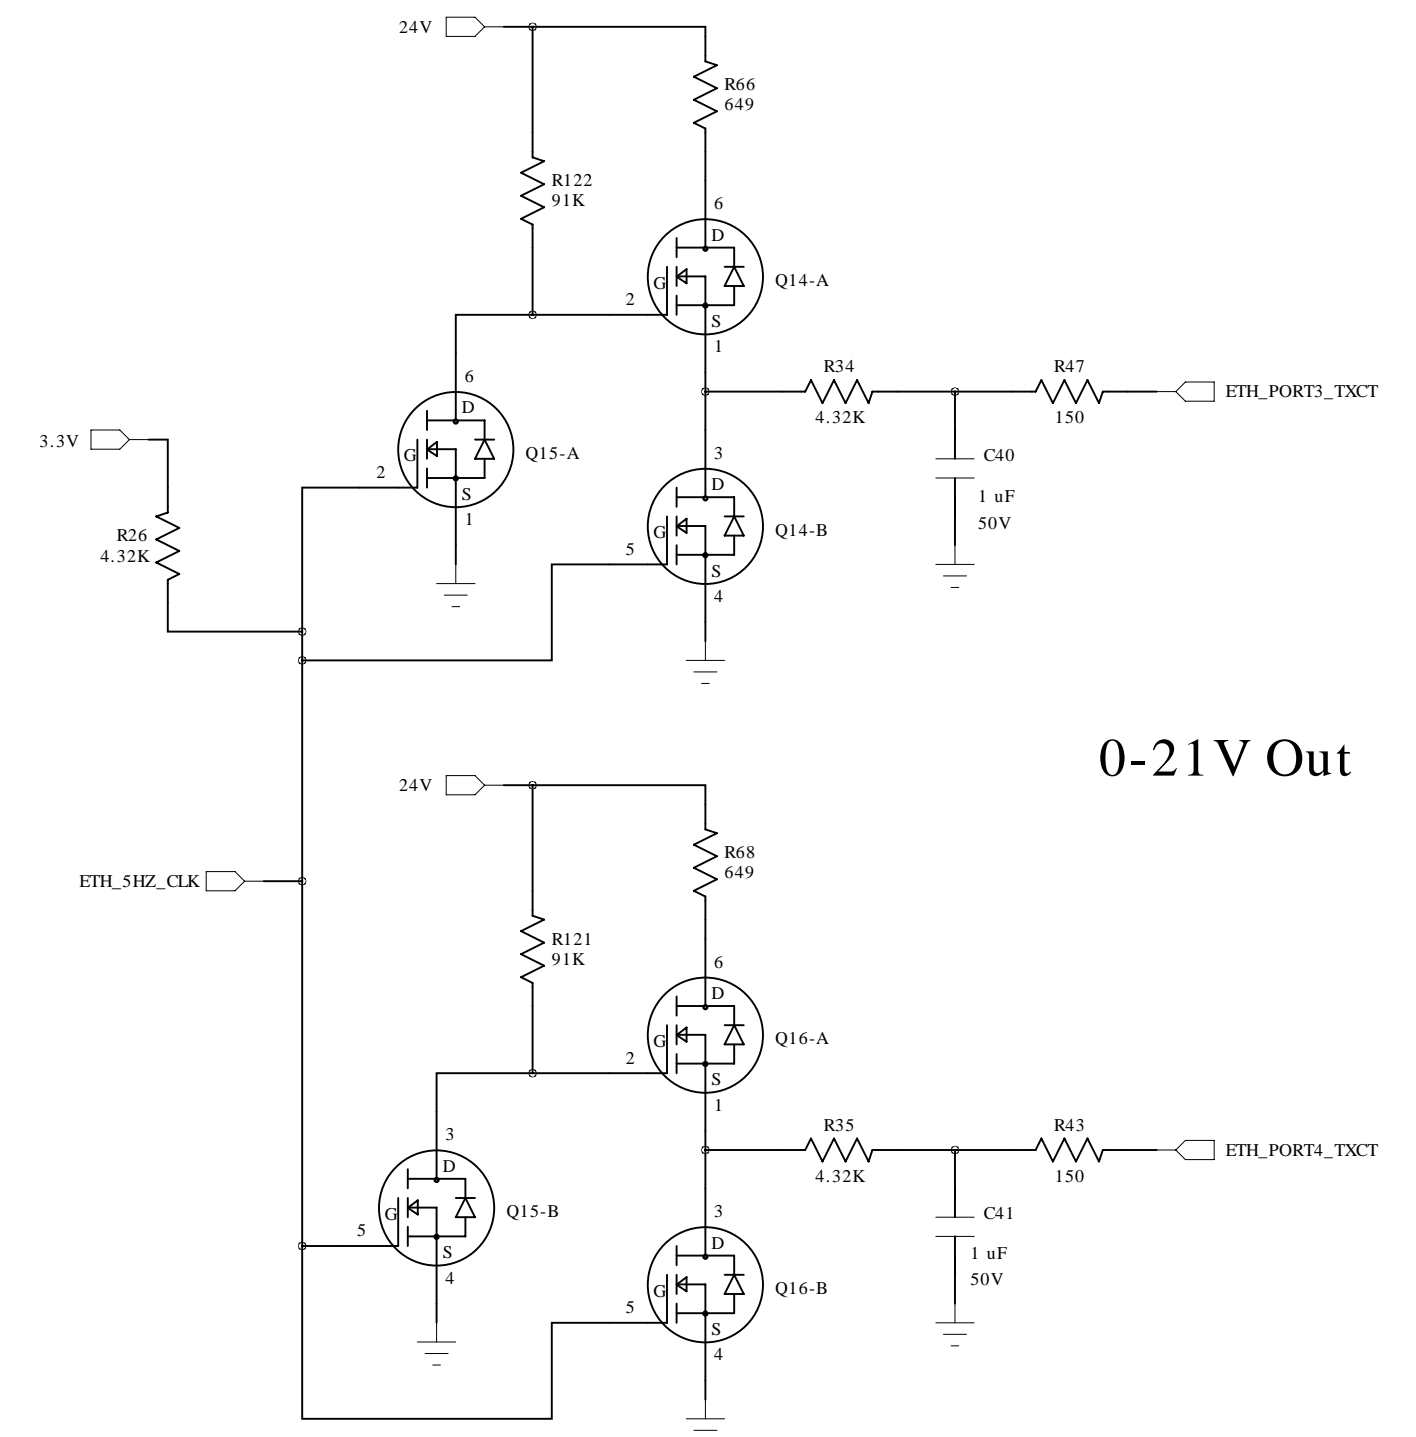 24V
R66
649
R122
91K
6
D
G
Q14-A
2
S
1
6
D
G
Q15-A
2
S
1
R34
4.32K
R47
150
ETH_PORT3_TXCT
3.3V
R26
4.32K
3
D
G
Q14-B
5
S
4
C40
1 uF
50V
0-21V Out
24V
R68
649
ETH_5HZ_CLK
R121
91K
6
D
G
Q16-A
2
S
1
3
D
G
Q15-B
5
S
4
R35
4.32K
R43
150
ETH_PORT4_TXCT
3
D
G
Q16-B
5
S
4
C41
1 uF
50V